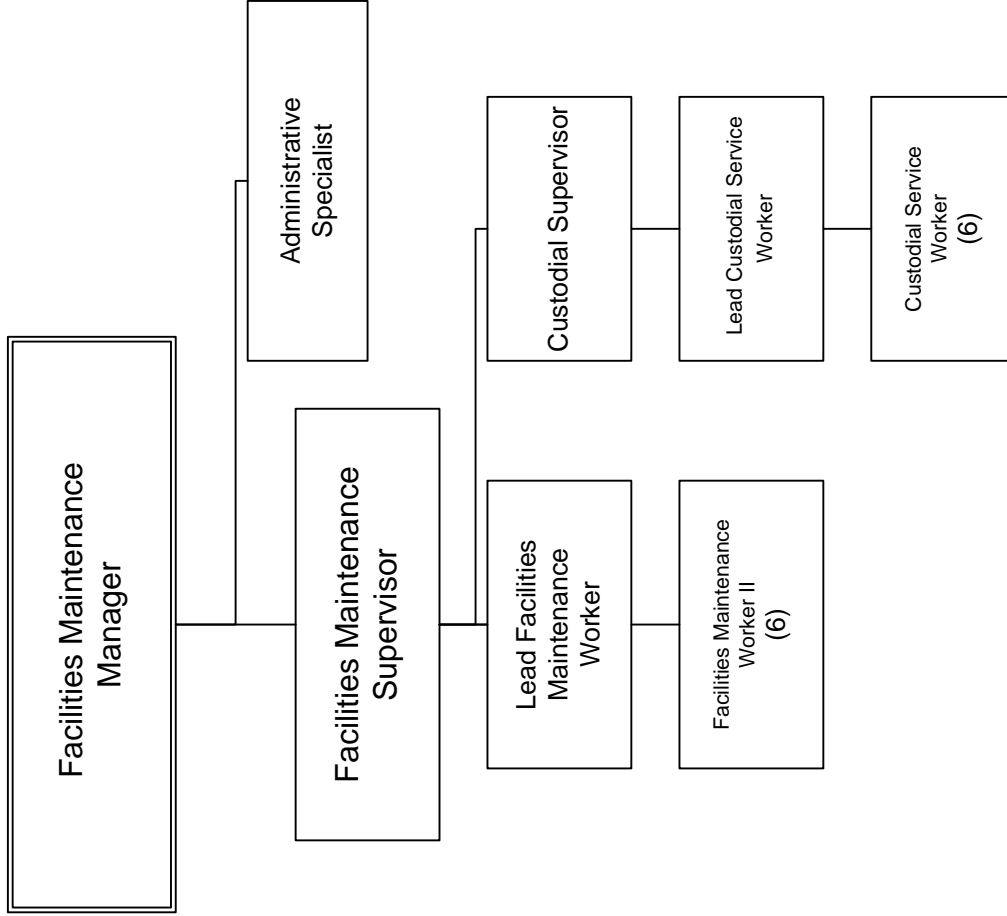 Facilities Maintenance
Manager
Administrative
Specialist
Facilities Maintenance
Supervisor
Lead Facilities
Maintenance
Worker
Custodial Supervisor
Facilities Maintenance
Worker II
(6)
Lead Custodial Service
Worker
Custodial Service
Worker
(6)